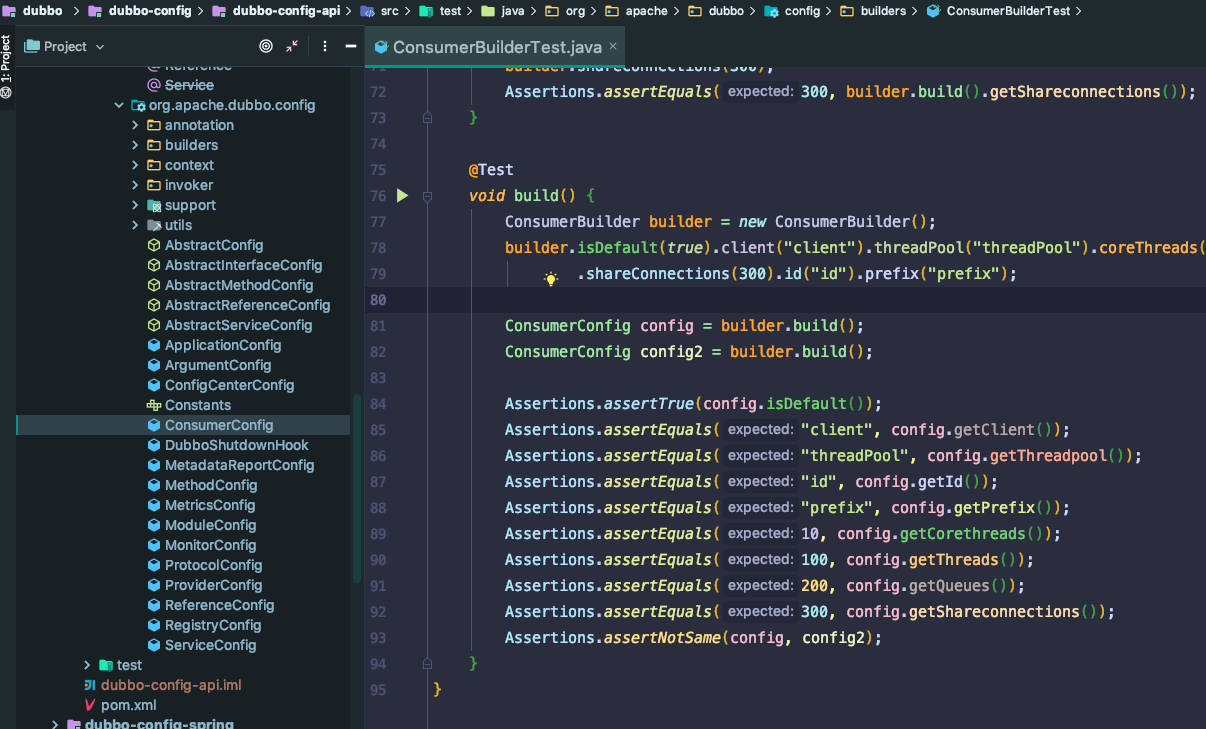 dubbo > dubbo-config > dubbo-config-api > src > test > java > org > apache > dubbo > config > builders > ConsumerBuilderTest >
1: Project
Project
Reference
Service
org.apache.dubbo.config
annotation
builders
context
invoker
support
utils
AbstractConfig
AbstractInterfaceConfig
AbstractMethodConfig
AbstractReferenceConfig
AbstractServiceConfig
ApplicationConfig
ArgumentConfig
ConfigCenterConfig
Constants
ConsumerConfig
DubboShutdownHook
MetadataReportConfig
MethodConfig
MetricsConfig
ModuleConfig
MonitorConfig
ProtocolConfig
ProviderConfig
ReferenceConfig
RegistryConfig
ServiceConfig
test
dubbo-config-api.iml
pom.xml
dubbo-config-spring
ConsumerBuilderTest.java ×
71 builder.shareConnections(300);
72 Assertions.assertEquals( expected: 300, builder.build().getShareconnections());
73 }
74
75 @Test
76 void build() {
77 ConsumerBuilder builder = new ConsumerBuilder();
78 builder.isDefault(true).client("client").threadPool("threadPool").coreThreads(
79 .shareConnections(300).id("id").prefix("prefix");
80
81 ConsumerConfig config = builder.build();
82 ConsumerConfig config2 = builder.build();
83
84 Assertions.assertTrue(config.isDefault());
85 Assertions.assertEquals( expected: "client", config.getClient());
86 Assertions.assertEquals( expected: "threadPool", config.getThreadpool());
87 Assertions.assertEquals( expected: "id", config.getId());
88 Assertions.assertEquals( expected: "prefix", config.getPrefix());
89 Assertions.assertEquals( expected: 10, config.getCorethreads());
90 Assertions.assertEquals( expected: 100, config.getThreads());
91 Assertions.assertEquals( expected: 200, config.getQueues());
92 Assertions.assertEquals( expected: 300, config.getShareconnections());
93 Assertions.assertNotSame(config, config2);
94 }
95 }